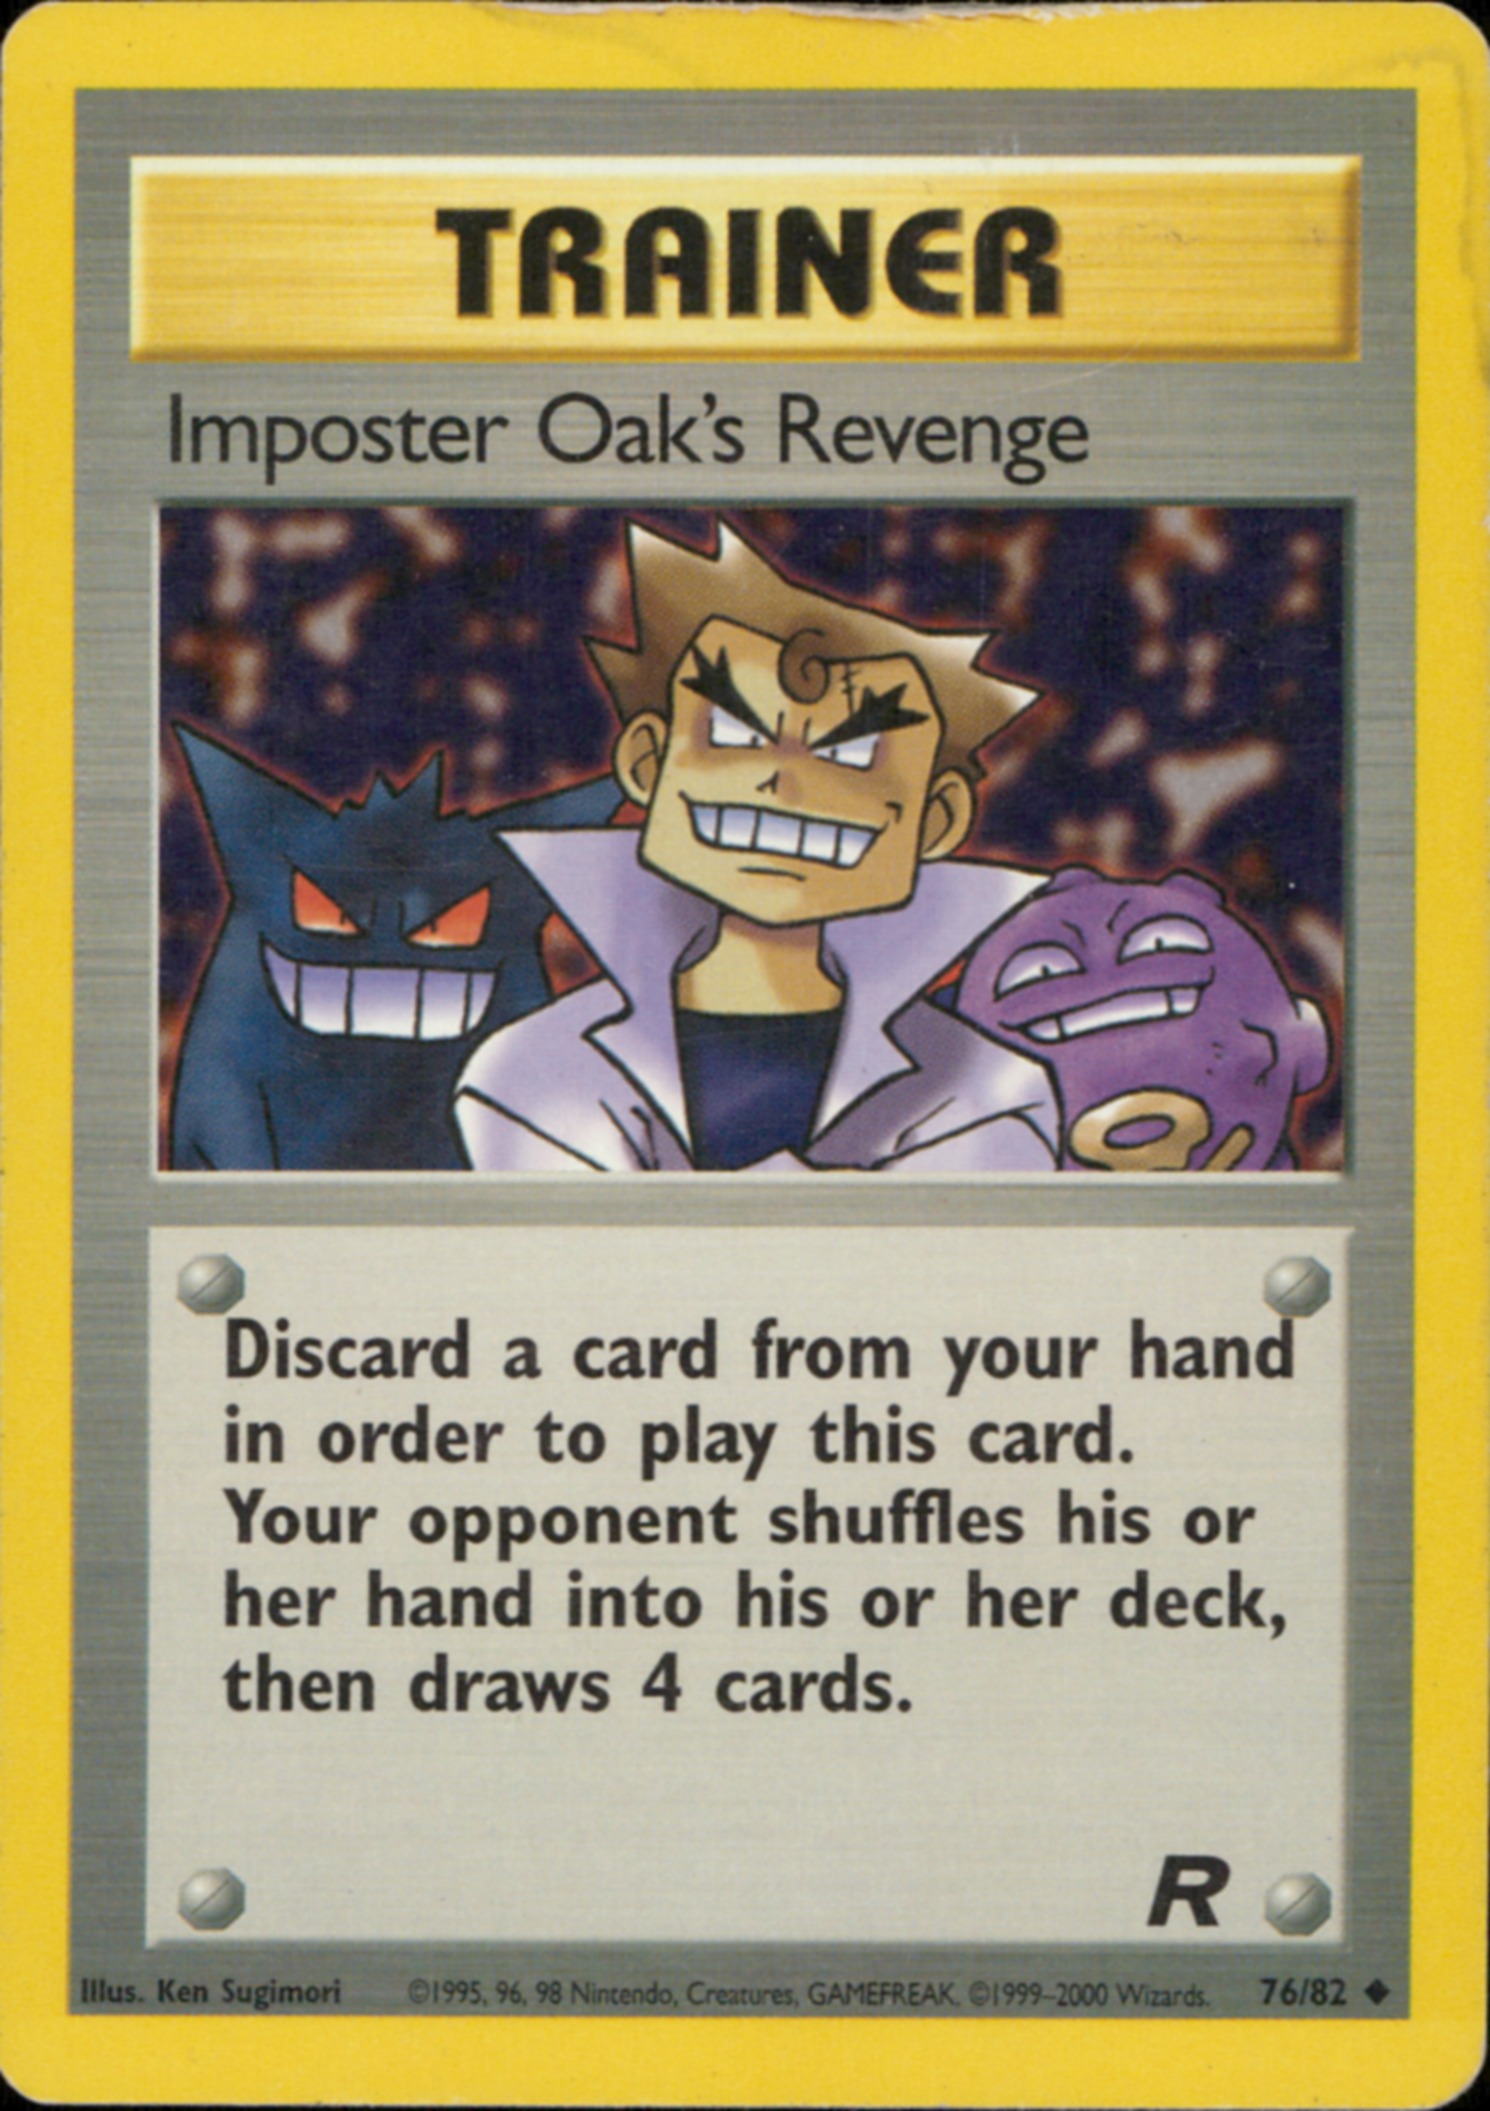 TRAINER
Imposter Oak's Revenge
Discard a card from your hand
in order to play this card.
Your opponent shuffles his or
her hand into his or her deck,
then draws 4 cards.
R
Illus. Ken Sugimori ©1995, 96, 98 Nintendo, Creatures, GAMEFREAK. ©1999–2000 Wizards. 76/82 ◆